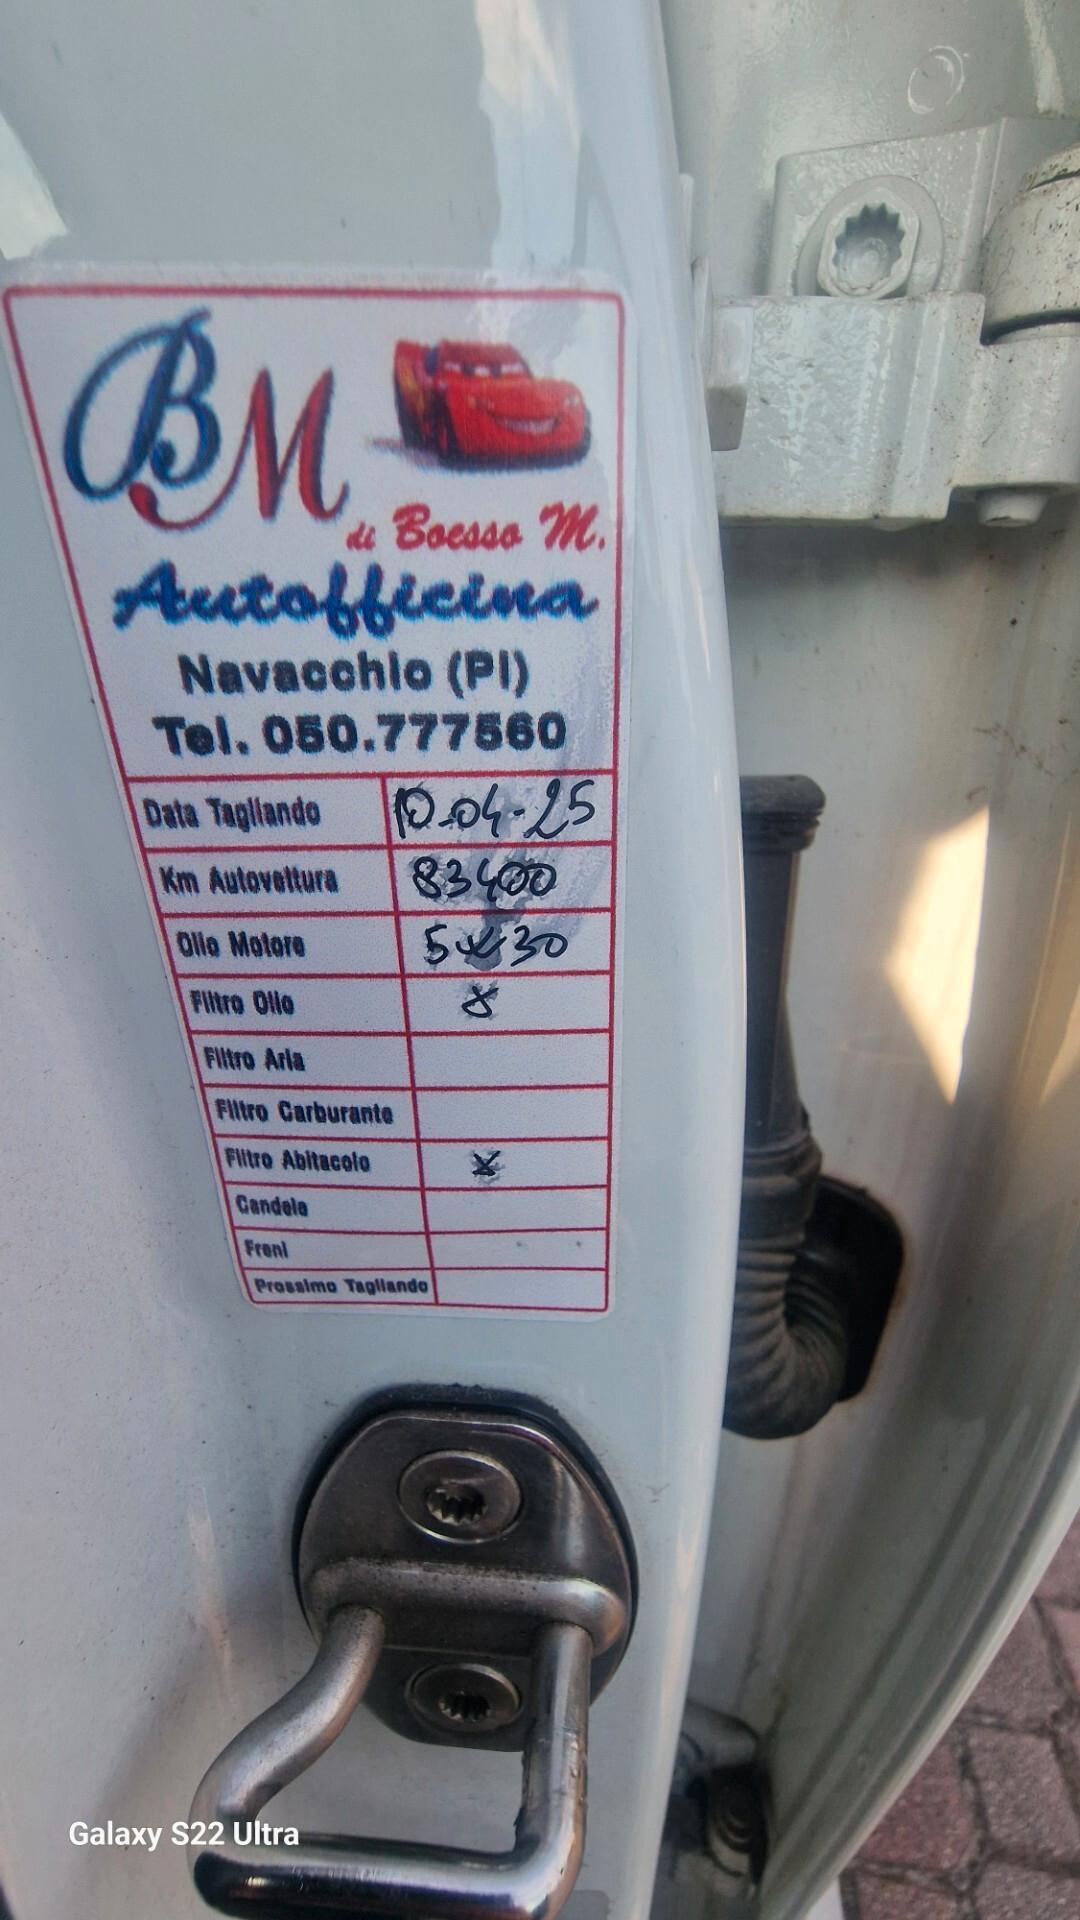 BM
di Boesso M.
Autofficina
Navacchio (PI)
Tel. 050.777560
Data Tagliando 10-04-25
Km Autovettura 83400
Olio Motore 5W30
Filtro Olio X
Filtro Aria
Filtro Carburante
Filtro Abitacolo X
Candele
Freni
Prossimo Tagliando
Galaxy S22 Ultra